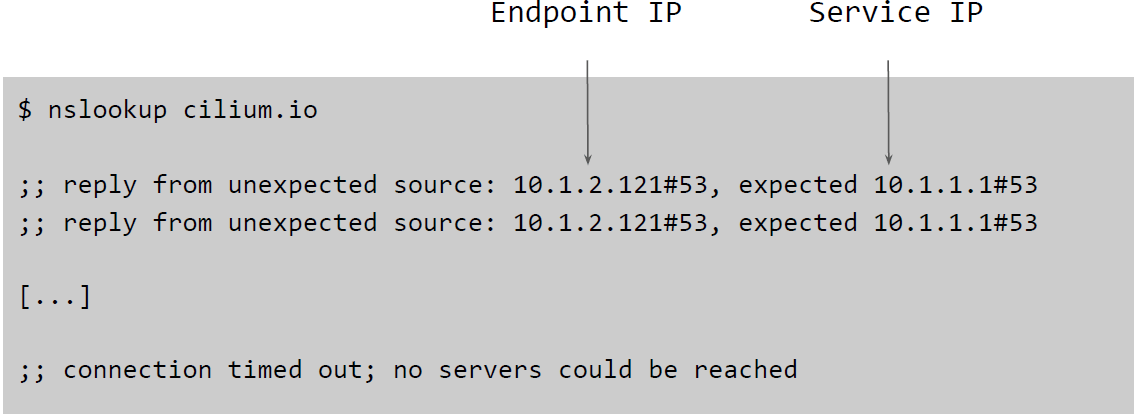 Endpoint IP Service IP
$ nslookup cilium.io
;; reply from unexpected source: 10.1.2.121#53, expected 10.1.1.1#53
;; reply from unexpected source: 10.1.2.121#53, expected 10.1.1.1#53
[...]
;; connection timed out; no servers could be reached